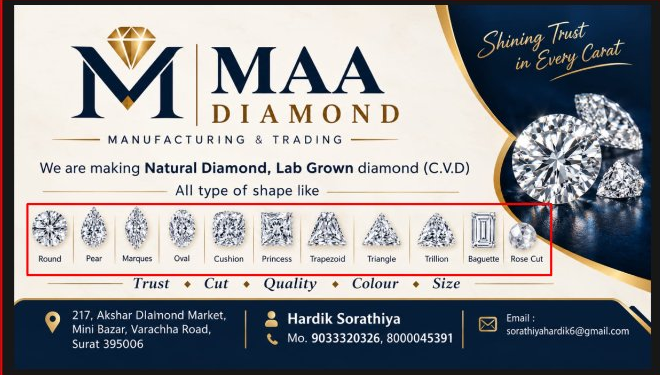 M
MAA
DIAMOND
MANUFACTURING & TRADING
Shining Trust
in Every Carat
We are making Natural Diamond, Lab Grown diamond (C.V.D)
All type of shape like
Round Pear Marques Oval Cushion Princess Trapezoid Triangle Trillion Baguette Rose Cut
Trust ◆ Cut ◆ Quality ◆ Colour ◆ Size
217, Akshar DIamond Market,
Mini Bazar, Varachha Road,
Surat 395006
Hardik Sorathiya
Mo. 9033320326, 8000045391
Email :
sorathiyahardik6@gmail.com